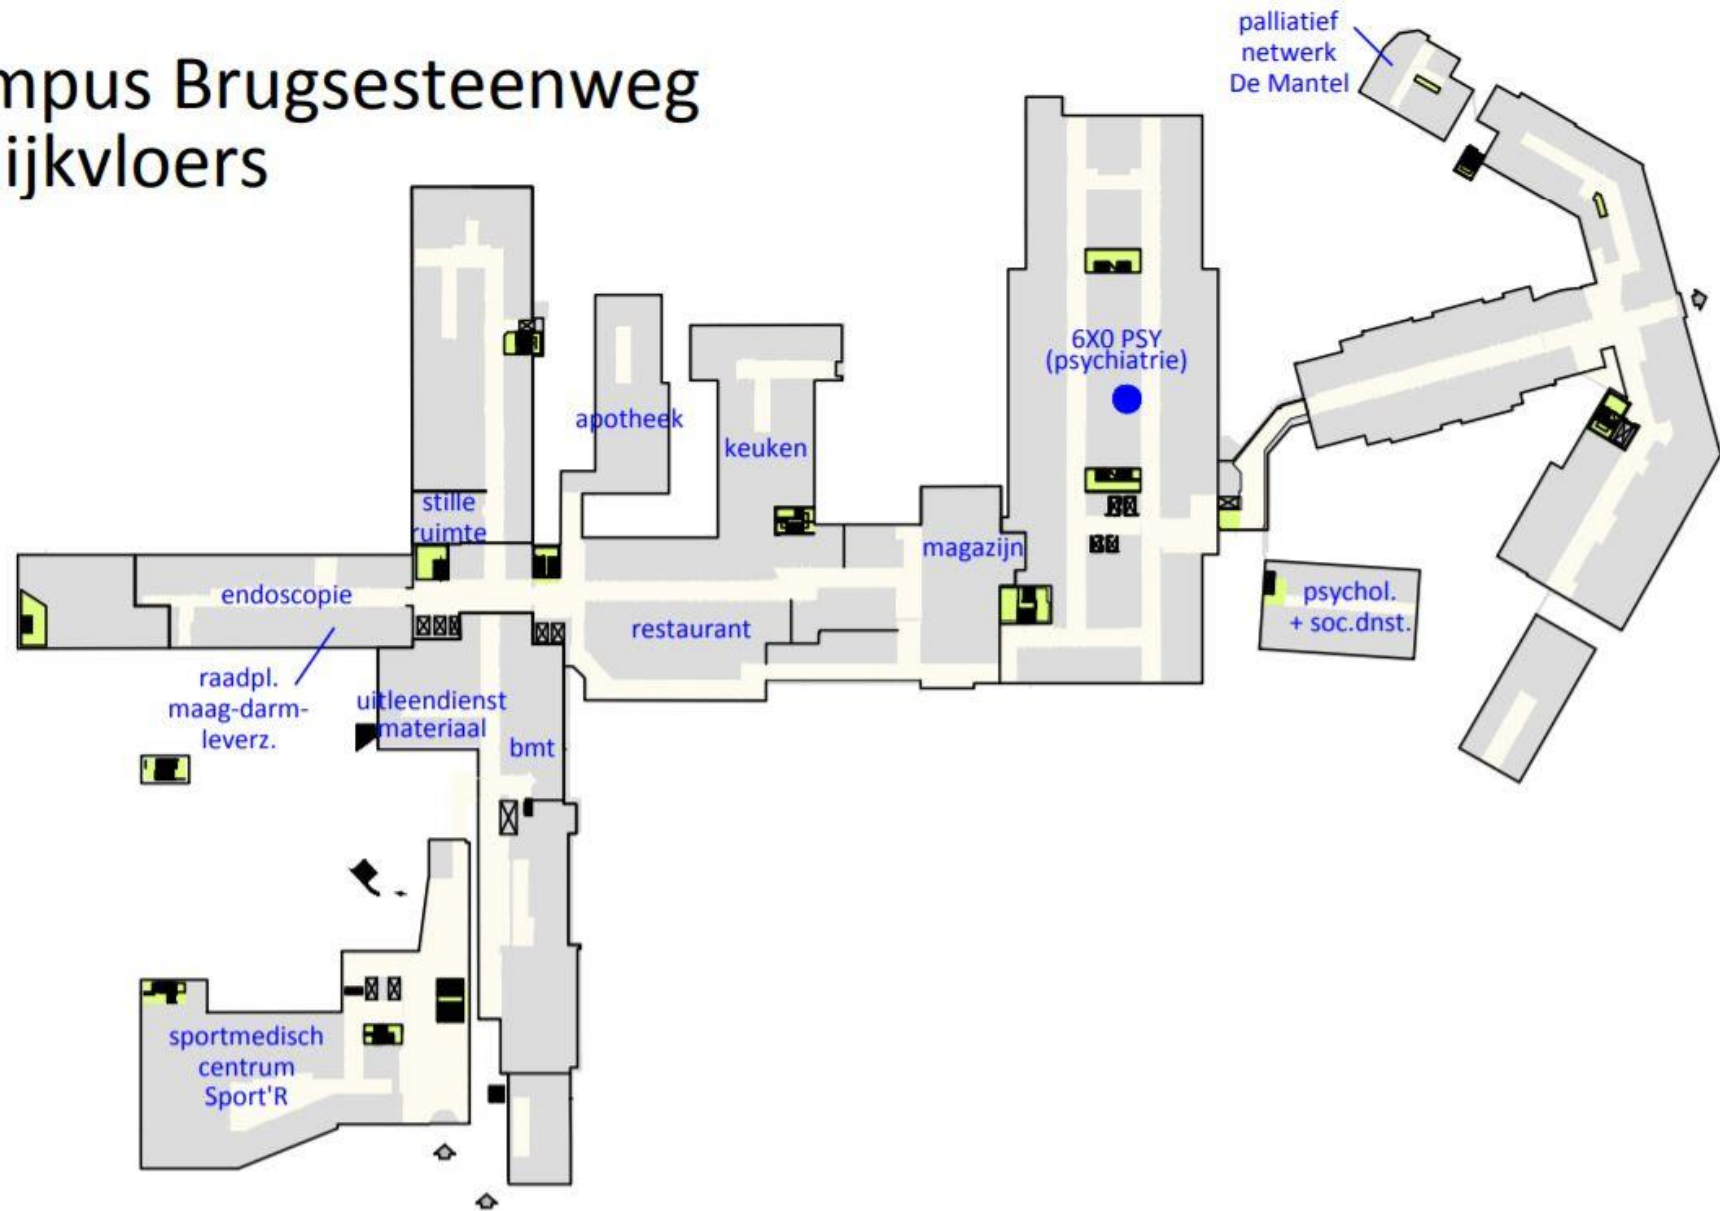 mpus Brugsesteenweg
ijkvloers
palliatief
netwerk
De Mantel
6X0 PSY
(psychiatrie)
apotheek
keuken
stille
ruimte
magazijn
endoscopie
restaurant
psychol.
+ soc.dnst.
raadpl.
maag-darm-
leverz.
uitleendienst
materiaal
bmt
sportmedisch
centrum
Sport'R